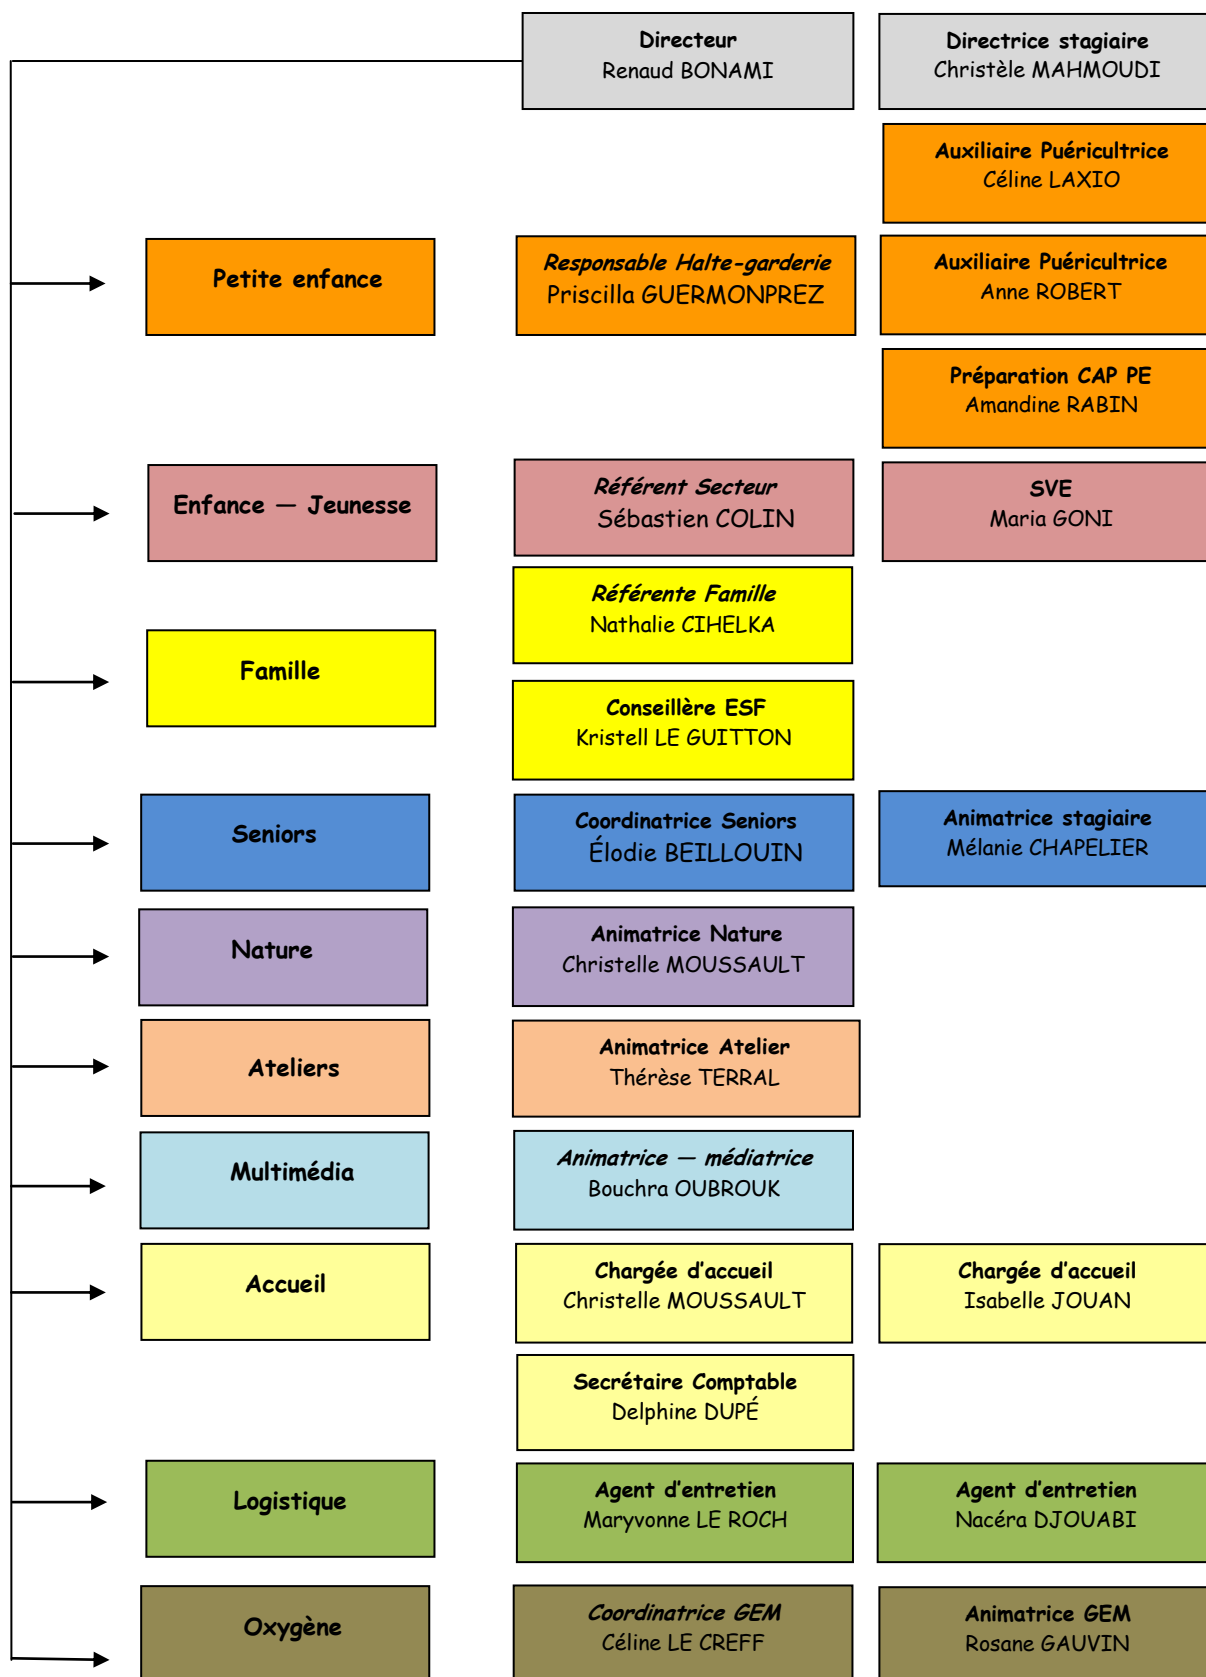 Directeur
Renaud BONAMI
Directrice stagiaire
Christèle MAHMOUDI
Auxiliaire Puéricultrice
Céline LAXIO
Petite enfance
Responsable Halte-garderie
Priscilla GUERMONPREZ
Auxiliaire Puéricultrice
Anne ROBERT
Préparation CAP PE
Amandine RABIN
Enfance — Jeunesse
Référent Secteur
Sébastien COLIN
SVE
Maria GONI
Famille
Référente Famille
Nathalie CIHELKA
Conseillère ESF
Kristell LE GUITTON
Seniors
Coordinatrice Seniors
Élodie BEILLOUIN
Animatrice stagiaire
Mélanie CHAPELIER
Nature
Animatrice Nature
Christelle MOUSSAULT
Ateliers
Animatrice Atelier
Thérèse TERRAL
Multimédia
Animatrice — médiatrice
Bouchra OUBROUK
Accueil
Chargée d'accueil
Christelle MOUSSAULT
Chargée d'accueil
Isabelle JOUAN
Secrétaire Comptable
Delphine DUPÉ
Logistique
Agent d'entretien
Maryvonne LE ROCH
Agent d'entretien
Nacéra DJOUABI
Oxygène
Coordinatrice GEM
Céline LE CREFF
Animatrice GEM
Rosane GAUVIN